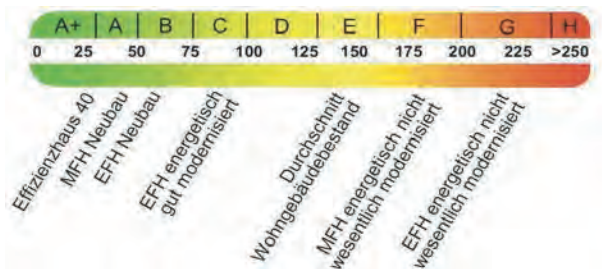 A+ A B C D E F G H
0 25 50 75 100 125 150 175 200 225 >250
Effizienzhaus 40
MFH Neubau
EFH Neubau
EFH energetisch
gut modernisiert
Durchschnitt
Wohngebäudebestand
MFH energetisch nicht
wesentlich modernisiert
EFH energetisch nicht
wesentlich modernisiert